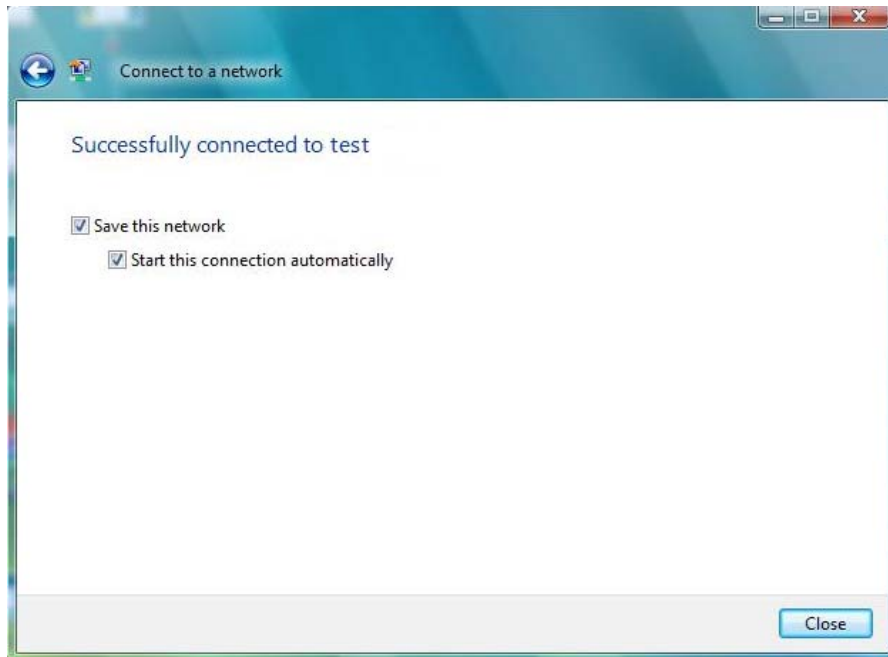 Connect to a network
Successfully connected to test
Save this network
Start this connection automatically
Close